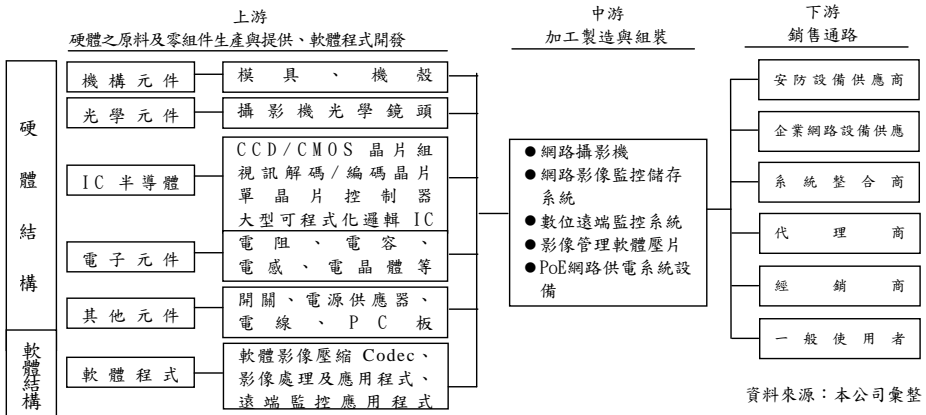 上游
硬體之原料及零組件生產與提供、軟體程式開發
中游
加工製造與組裝
下游
銷售通路
硬體結構
機構元件
模具、機殼
光學元件
攝影機光學鏡頭
IC半導體
CCD/CMOS 晶片組
視訊解碼/編碼晶片
單晶片控制器
大型可程式化邏輯 IC
電子元件
電阻、電容、
電感、電晶體等
其他元件
開關、電源供應器、
電線、PC板
軟體結構
軟體程式
軟體影像壓縮 Codec、
影像處理及應用程式、
遠端監控應用程式
●網路攝影機
●網路影像監控儲存
系統
●數位遠端監控系統
●影像管理軟體壓片
●PoE網路供電系統設
備
安防設備供應商
企業網路設備供應
系統整合商
代理商
經銷商
一般使用者
資料來源：本公司彙整